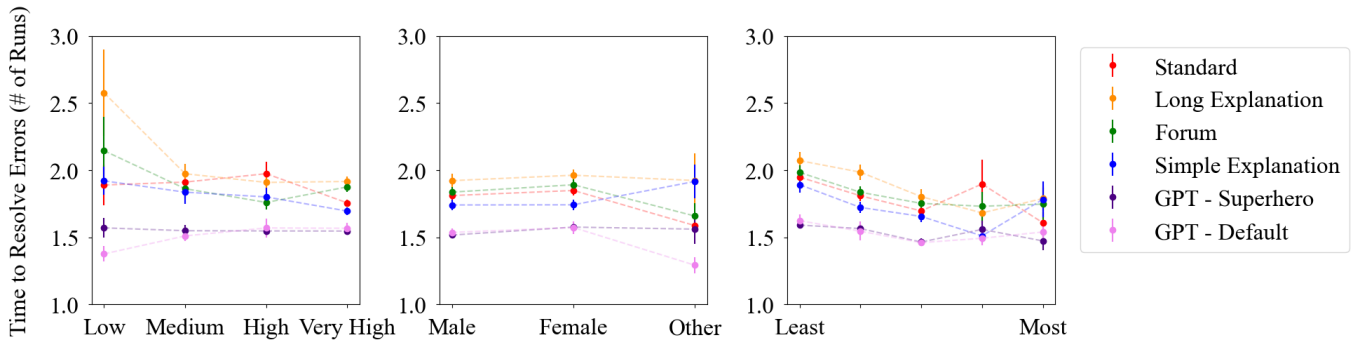 Time to Resolve Errors (# of Runs)
3.0
2.5
2.0
1.5
1.0
Low Medium High Very High
3.0
2.5
2.0
1.5
1.0
Male Female Other
3.0
2.5
2.0
1.5
1.0
Least Most
Standard
Long Explanation
Forum
Simple Explanation
GPT - Superhero
GPT - Default